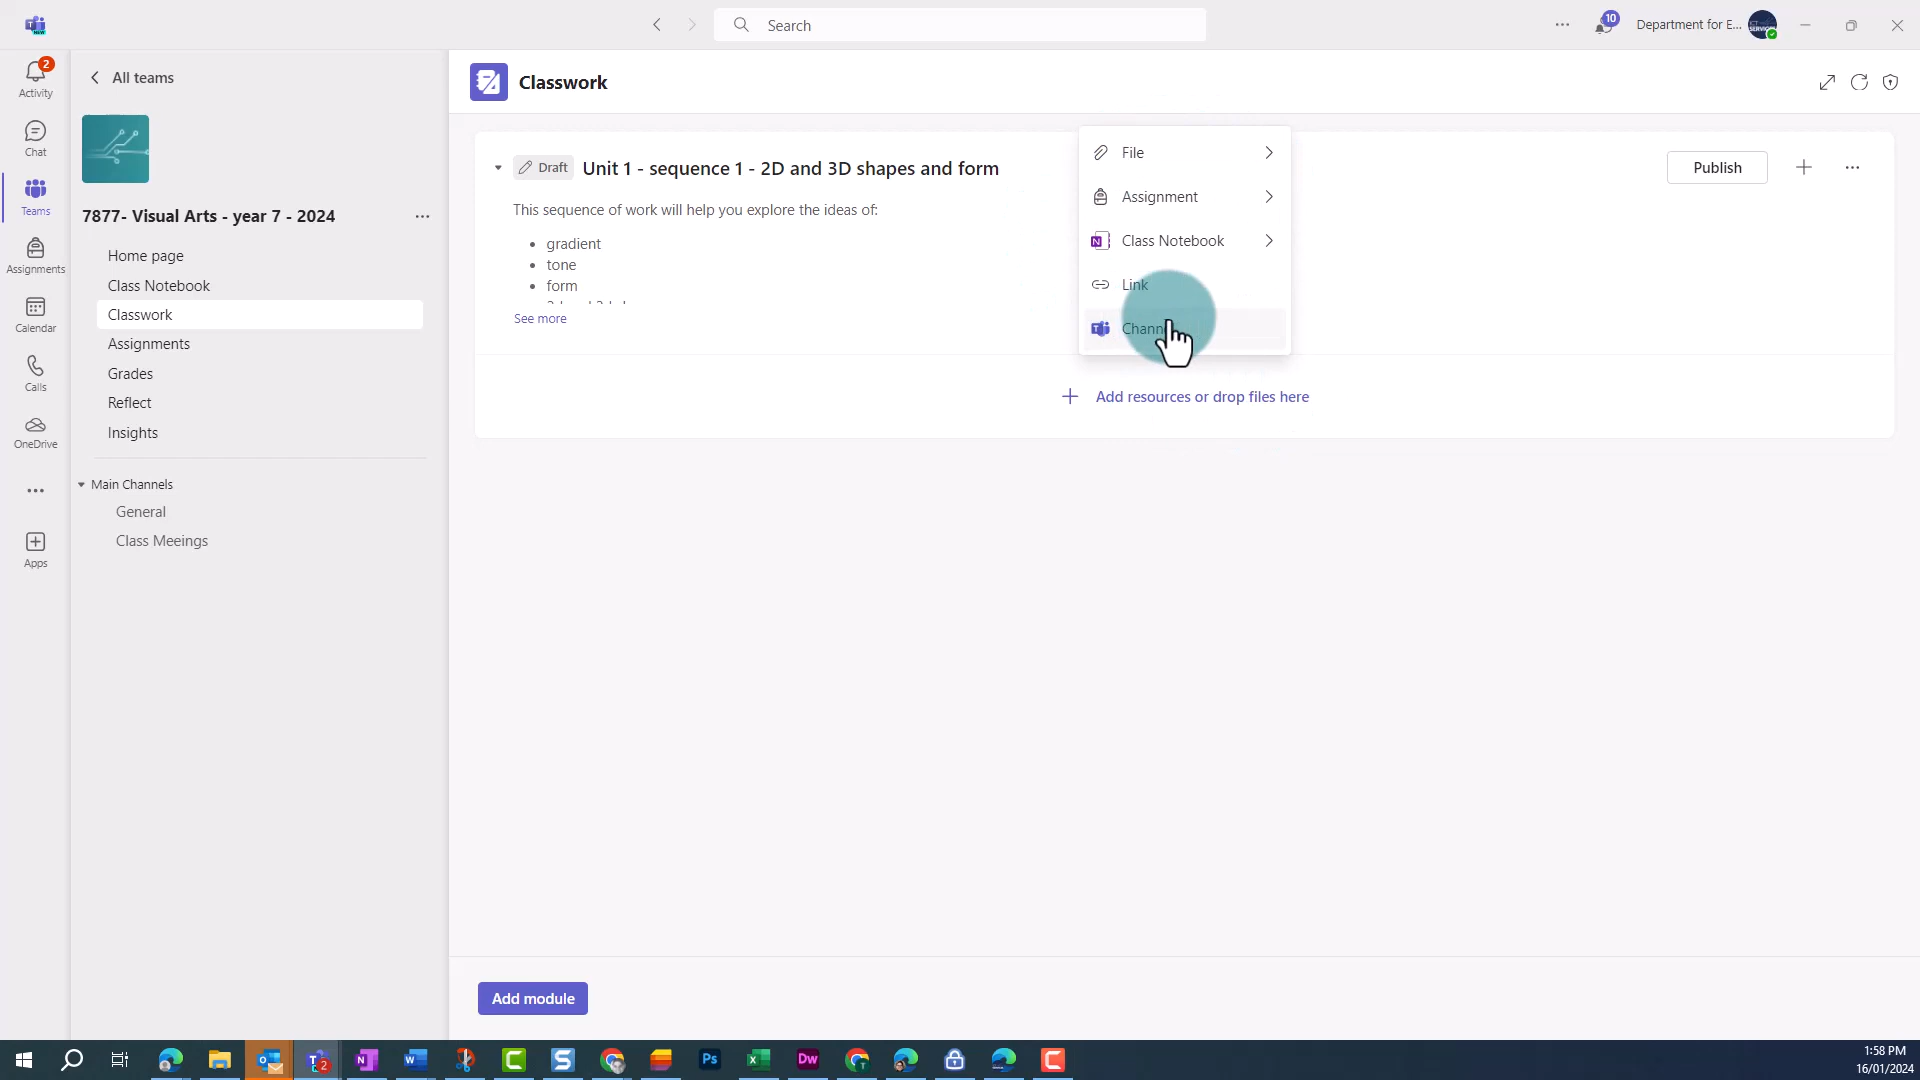 Search
10
Department for E...
2
Activity
Chat
Teams
Assignments
Calendar
Calls
OneDrive
Apps
All teams
7877- Visual Arts - year 7 - 2024
Home page
Class Notebook
Classwork
Assignments
Grades
Reflect
Insights
Main Channels
General
Class Meeings
Classwork
Draft
Unit 1 - sequence 1 - 2D and 3D shapes and form
Publish
This sequence of work will help you explore the ideas of:
• gradient
• tone
• form
See more
File
Assignment
Class Notebook
Link
Add resources or drop files here
Add module
1:58 PM
16/01/2024